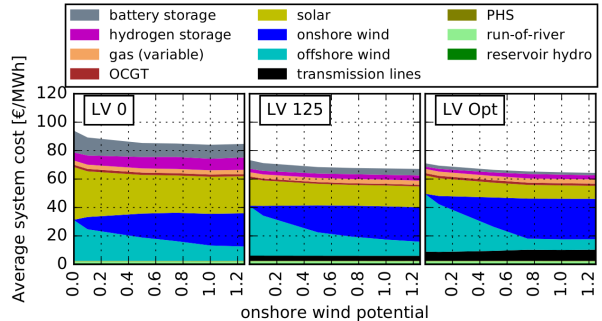 battery storage
hydrogen storage
gas (variable)
OCGT
solar
onshore wind
offshore wind
transmission lines
PHS
run-of-river
reservoir hydro
Average system cost [€/MWh]
120
100
80
60
40
20
0
LV 0
LV 125
LV Opt
0.2 0.4 0.6 0.8 1.0 1.2
0.2 0.4 0.6 0.8 1.0 1.2
0.2 0.4 0.6 0.8 1.0 1.2
onshore wind potential